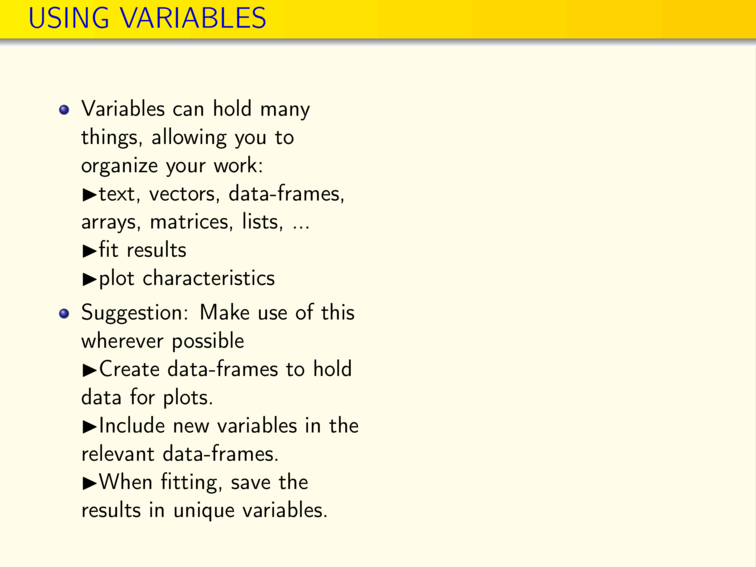 USING VARIABLES
Variables can hold many
things, allowing you to
organize your work:
▶text, vectors, data-frames,
arrays, matrices, lists, ...
▶fit results
▶plot characteristics
Suggestion: Make use of this
wherever possible
▶Create data-frames to hold
data for plots.
▶Include new variables in the
relevant data-frames.
▶When fitting, save the
results in unique variables.